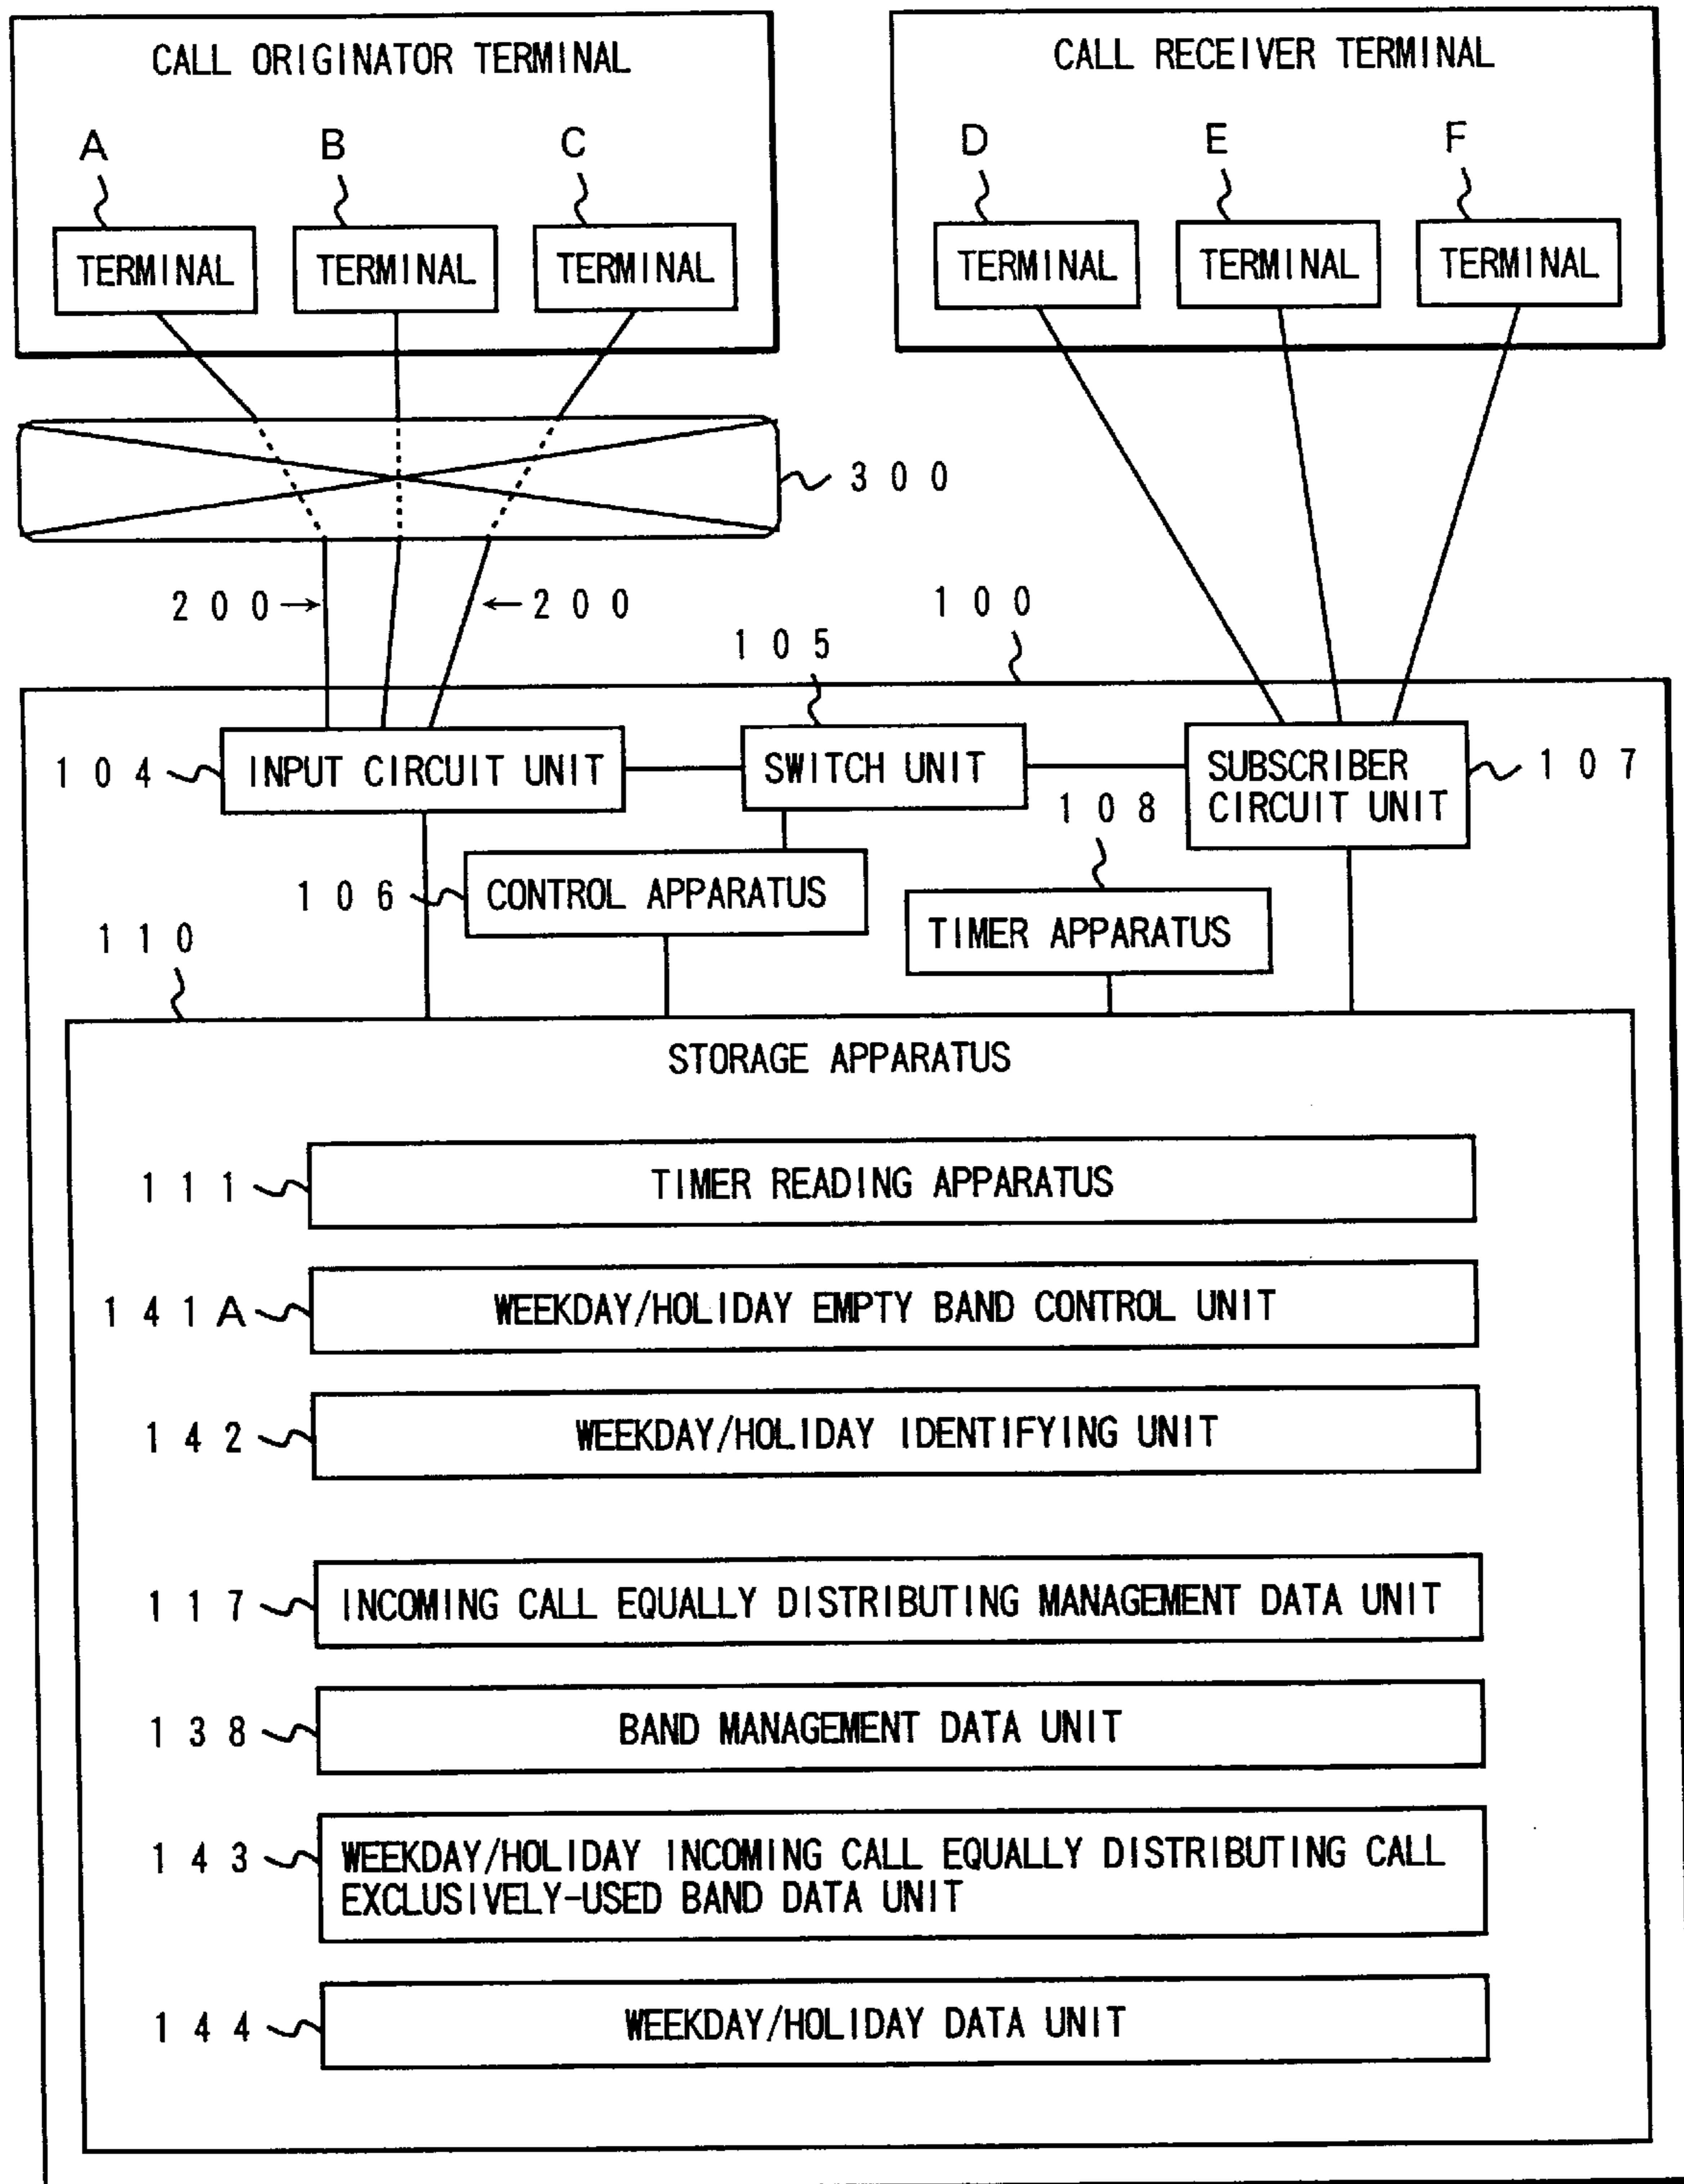 CALL ORIGINATOR TERMINAL
CALL RECEIVER TERMINAL
A
B
C
D
E
F
TERMINAL
TERMINAL
TERMINAL
TERMINAL
TERMINAL
TERMINAL
300
200
200
100
105
104
INPUT CIRCUIT UNIT
SWITCH UNIT
SUBSCRIBER
CIRCUIT UNIT
107
108
106
CONTROL APPARATUS
TIMER APPARATUS
110
STORAGE APPARATUS
111
TIMER READING APPARATUS
141A
WEEKDAY/HOLIDAY EMPTY BAND CONTROL UNIT
142
WEEKDAY/HOLIDAY IDENTIFYING UNIT
117
INCOMING CALL EQUALLY DISTRIBUTING MANAGEMENT DATA UNIT
138
BAND MANAGEMENT DATA UNIT
143
WEEKDAY/HOLIDAY INCOMING CALL EQUALLY DISTRIBUTING CALL
EXCLUSIVELY-USED BAND DATA UNIT
144
WEEKDAY/HOLIDAY DATA UNIT